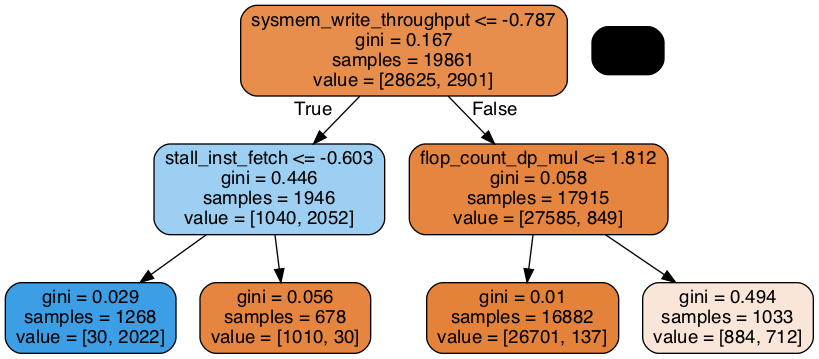 sysmem_write_throughput <= -0.787
gini = 0.167
samples = 19861
value = [28625, 2901]
True
False
stall_inst_fetch <= -0.603
gini = 0.446
samples = 1946
value = [1040, 2052]
flop_count_dp_mul <= 1.812
gini = 0.058
samples = 17915
value = [27585, 849]
gini = 0.029
samples = 1268
value = [30, 2022]
gini = 0.056
samples = 678
value = [1010, 30]
gini = 0.01
samples = 16882
value = [26701, 137]
gini = 0.494
samples = 1033
value = [884, 712]